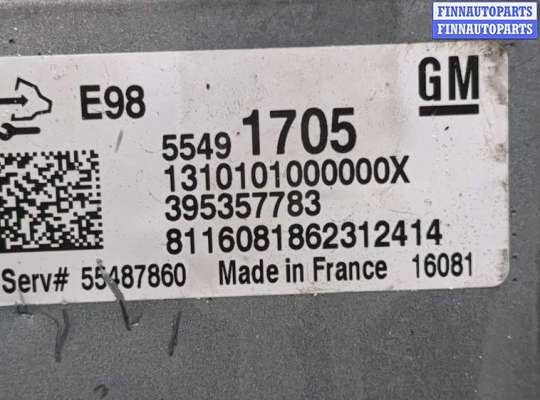 FINNAUTOPARTS
FINNAUTOPARTS
E98
GM
5549 1705
1310101000000X
395357783
8116081862312414
Serv# 55487860 Made in France 16081